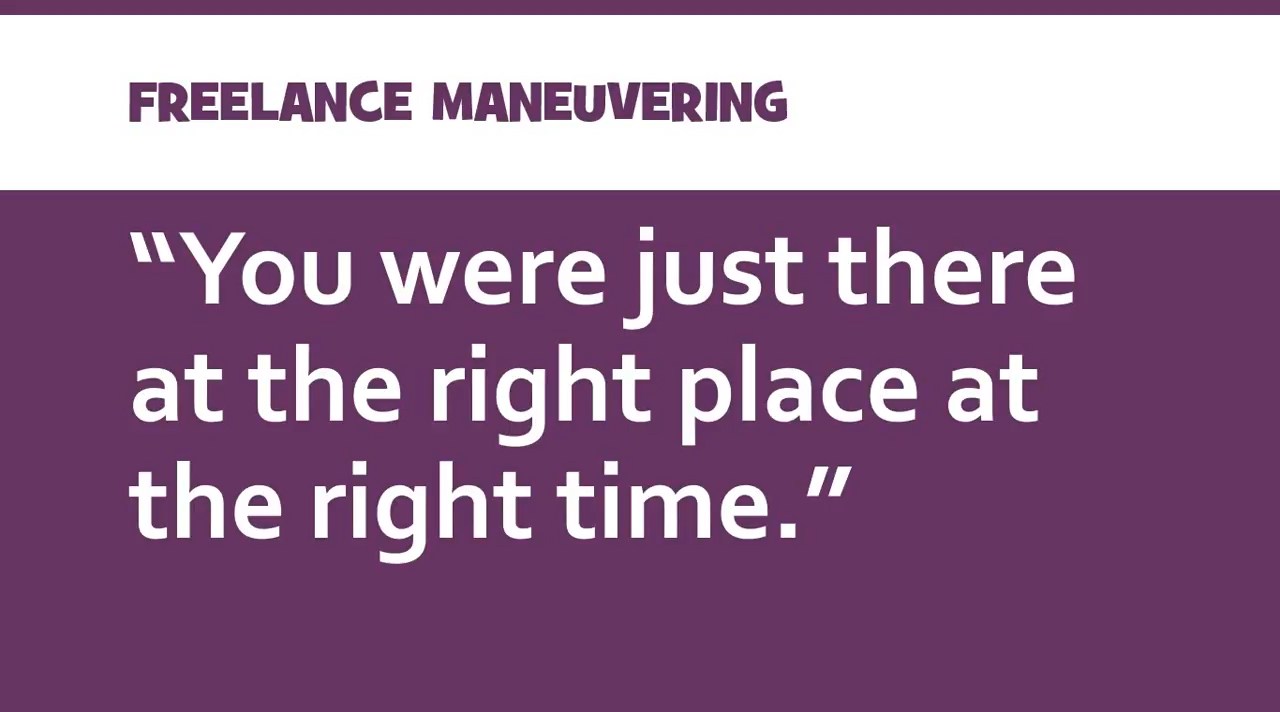 FREELANCE MANEUVERING
“You were just there
at the right place at
the right time.”